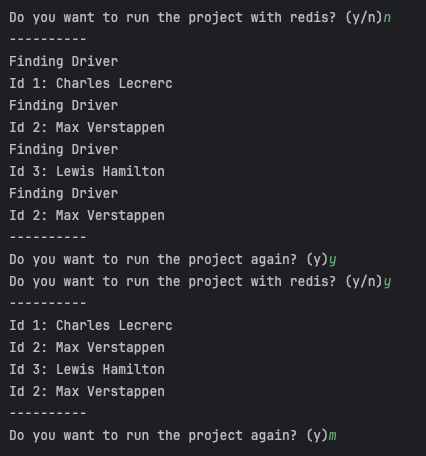 Do you want to run the project with redis? (y/n)n
----------
Finding Driver
Id 1: Charles Lecrerc
Finding Driver
Id 2: Max Verstappen
Finding Driver
Id 3: Lewis Hamilton
Finding Driver
Id 2: Max Verstappen
----------
Do you want to run the project again? (y)y
Do you want to run the project with redis? (y/n)y
----------
Id 1: Charles Lecrerc
Id 2: Max Verstappen
Id 3: Lewis Hamilton
Id 2: Max Verstappen
----------
Do you want to run the project again? (y)m